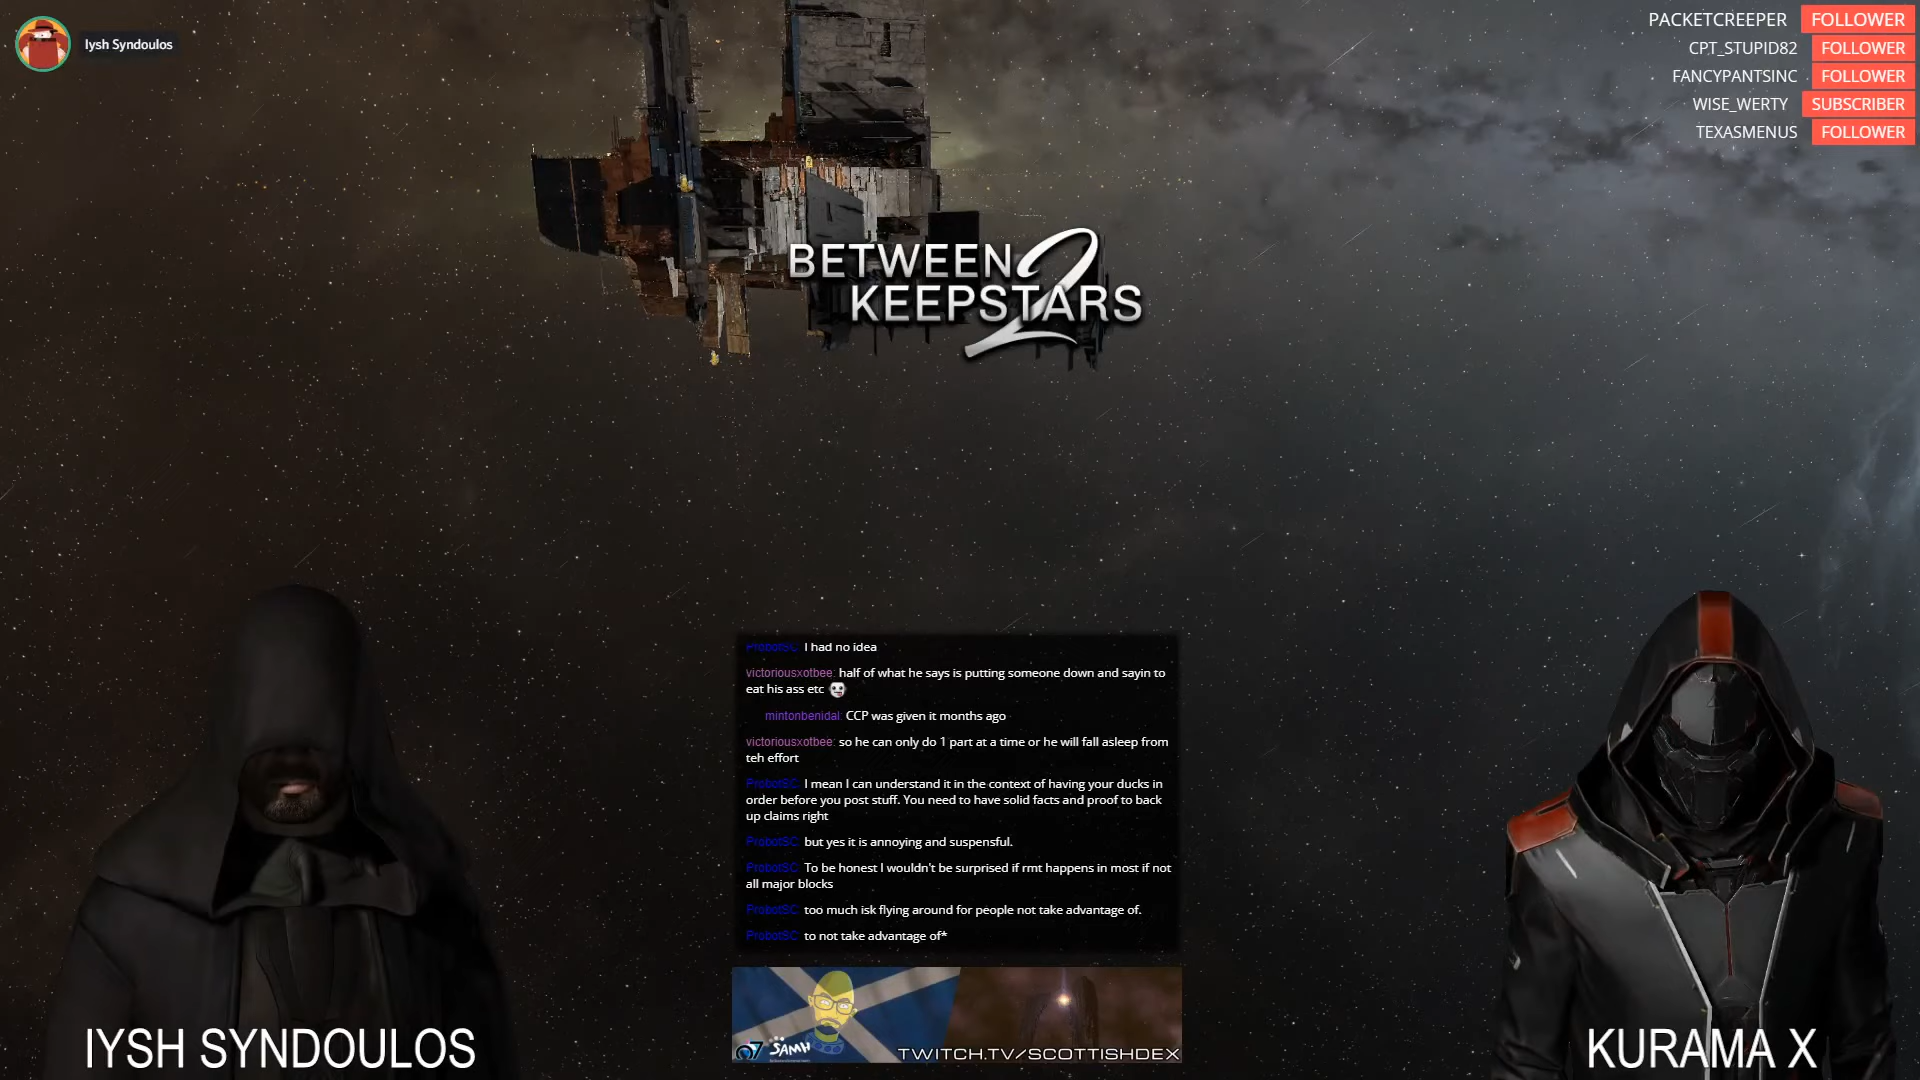 Iysh Syndoulos
PACKETCREEPER FOLLOWER
CPT_STUPID82 FOLLOWER
FANCYPANTSINC FOLLOWER
WISE_WERTY SUBSCRIBER
TEXASMENUS FOLLOWER
BETWEEN 2
KEEPSTARS
ProbotSC: I had no idea
victoriousxotbee: half of what he says is putting someone down and sayin to
eat his ass etc
mintonbenidal: CCP was given it months ago
victoriousxotbee: so he can only do 1 part at a time or he will fall asleep from
teh effort
ProbotSC: I mean I can understand it in the context of having your ducks in
order before you post stuff. You need to have solid facts and proof to back
up claims right
ProbotSC: but yes it is annoying and suspensful.
ProbotSC: To be honest I wouldn't be surprised if rmt happens in most if not
all major blocks
ProbotSC: too much isk flying around for people not take advantage of.
ProbotSC: to not take advantage of*
O7 SAMH
TWITCH.TV/SCOTTISHDEX
IYSH SYNDOULOS
KURAMA X